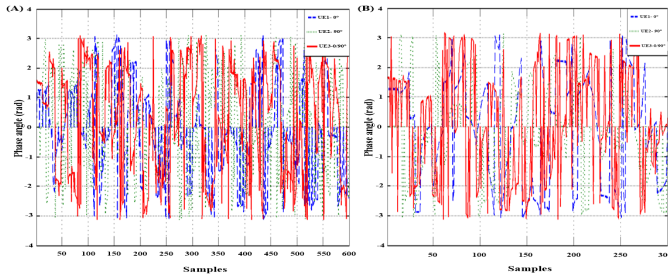 (A)
4
3
2
1
0
-1
-2
-3
-4
Phase angle (rad)
50 100 150 200 250 300 350 400 450 500 550 600
Samples
UE1- 0°
UE2- 90°
UE3-0/90°
(B)
4
3
2
1
0
-1
-2
-3
-4
Phase angle (rad)
50 100 150 200 250 300
Samples
UE1- 0°
UE2- 90°
UE3-0/90°